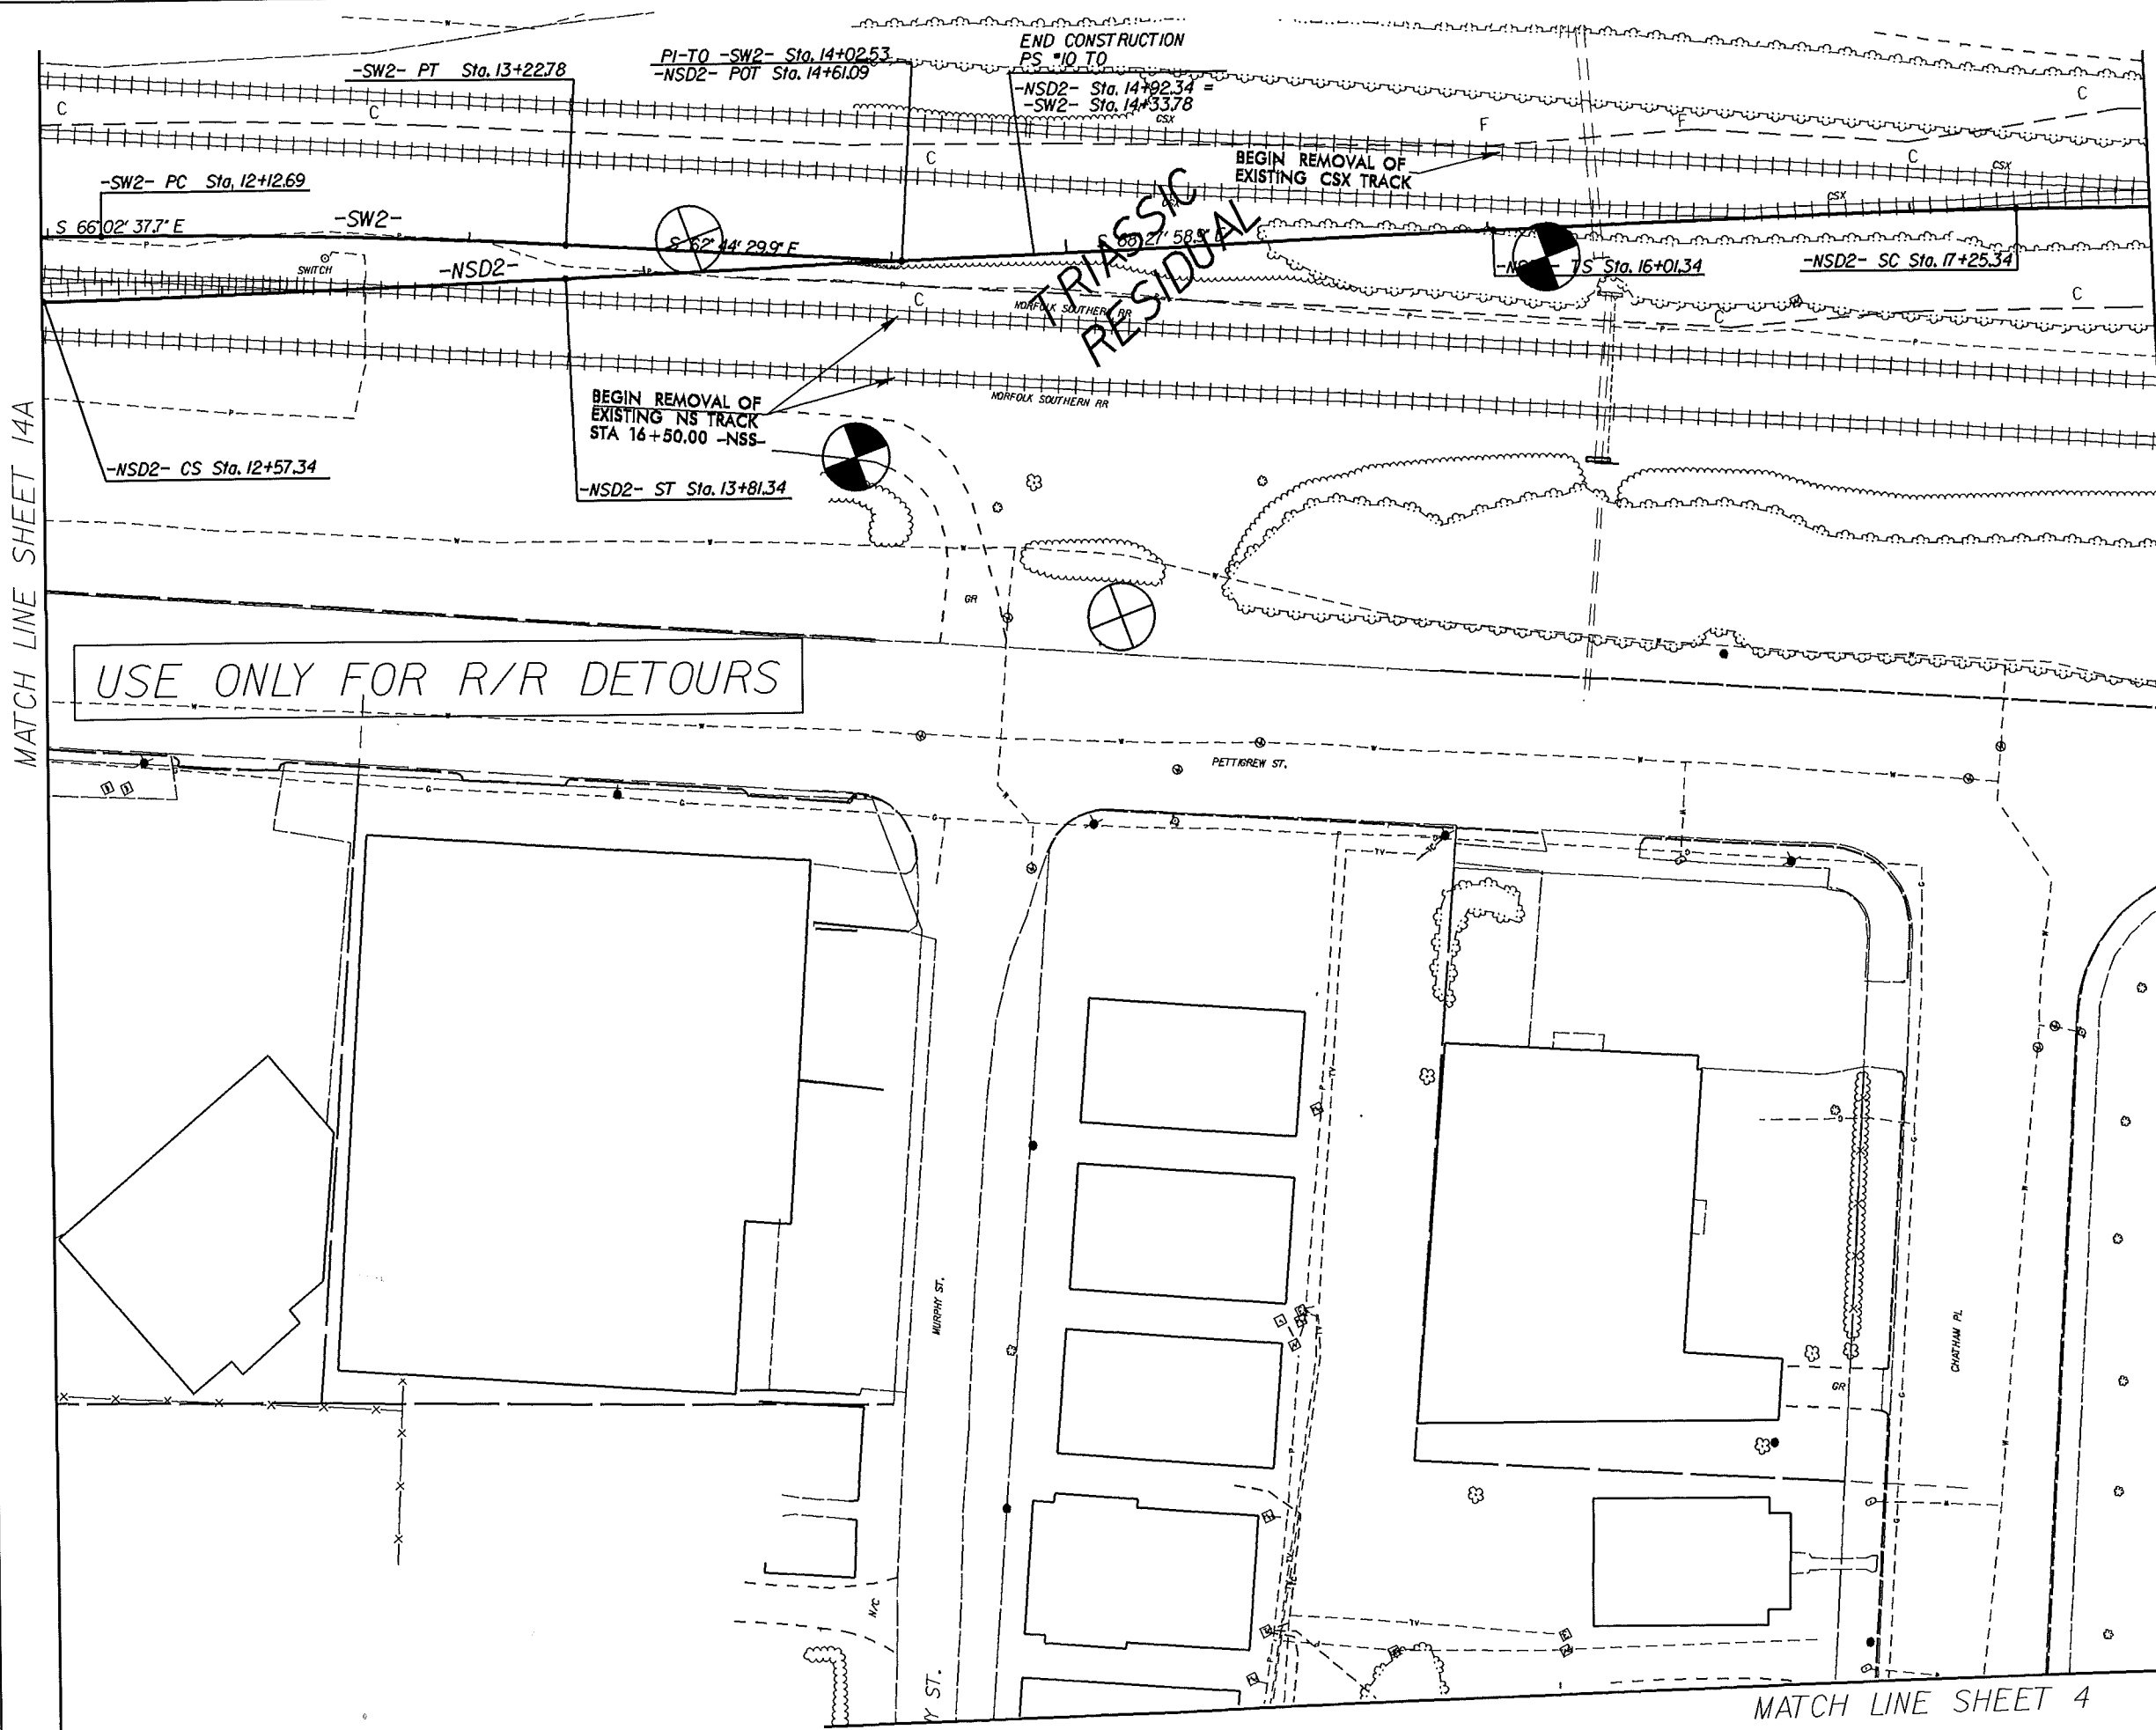 END CONSTRUCTION
PS #10 TO
-NSD2- Sta. 14+92.34 =
-SW2- Sta. 14+33.78
PI-TO -SW2- Sta. 14+02.53
-NSD2- POT Sta. 14+61.09
-SW2- PT Sta. 13+22.78
C
C
CSX
F
F
C
C
C
BEGIN REMOVAL OF
EXISTING CSX TRACK
CSX
CSX
-SW2- PC Sta. 12+12.69
S 66°02' 37.7" E
-SW2-
S 62° 44' 29.9" E
TRIASSIC
RESIDUAL
TS Sta. 16+01.34
-NSD2- SC Sta. 17+25.34
SWITCH
-NSD2-
C
NORFOLK SOUTHERN RR
C
C
NORFOLK SOUTHERN RR
BEGIN REMOVAL OF
EXISTING NS TRACK
STA 16+50.00 -NSS-
-NSD2- CS Sta. 12+57.34
-NSD2- ST Sta. 13+81.34
MATCH LINE SHEET 14A
GR
USE ONLY FOR R/R DETOURS
PETTIGREW ST.
MURPHY ST.
CHATHAM PL
GR
N/C
Y ST.
MATCH LINE SHEET 4